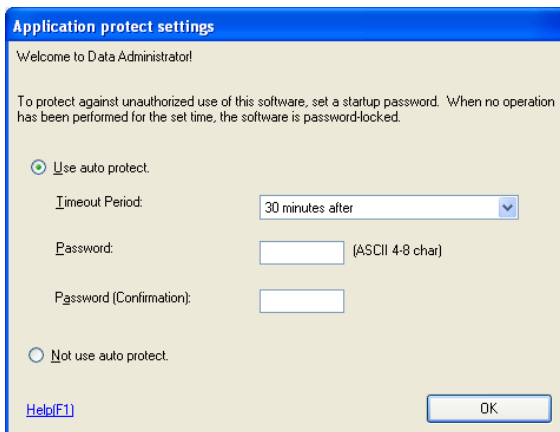 Application protect settings
Welcome to Data Administrator!
To protect against unauthorized use of this software, set a startup password. When no operation
has been performed for the set time, the software is password-locked.
Use auto protect.
Timeout Period: 30 minutes after
Password: (ASCII 4-8 char)
Password (Confirmation):
Not use auto protect.
Help(F1) OK